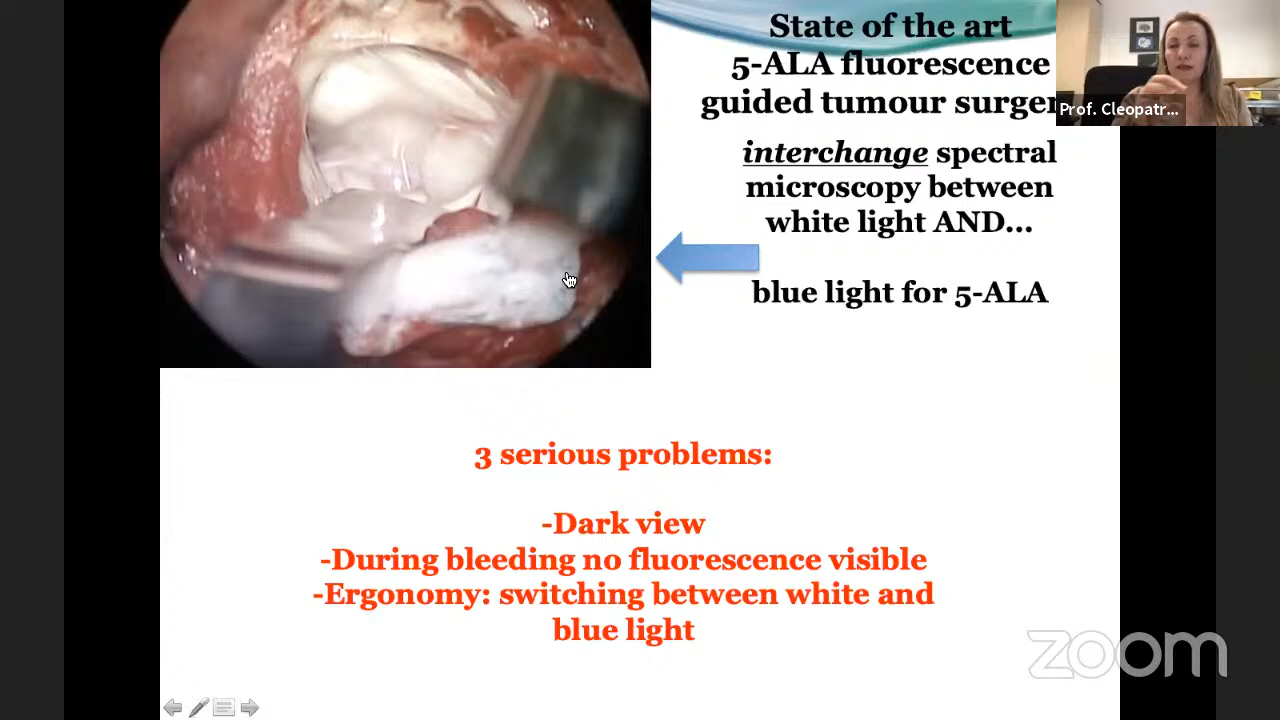 State of the art
5-ALA fluorescence
guided tumour surger
Prof. Cleopatr...
interchange spectral
microscopy between
white light AND...
blue light for 5-ALA
3 serious problems:
-Dark view
-During bleeding no fluorescence visible
-Ergonomy: switching between white and
blue light
zoom